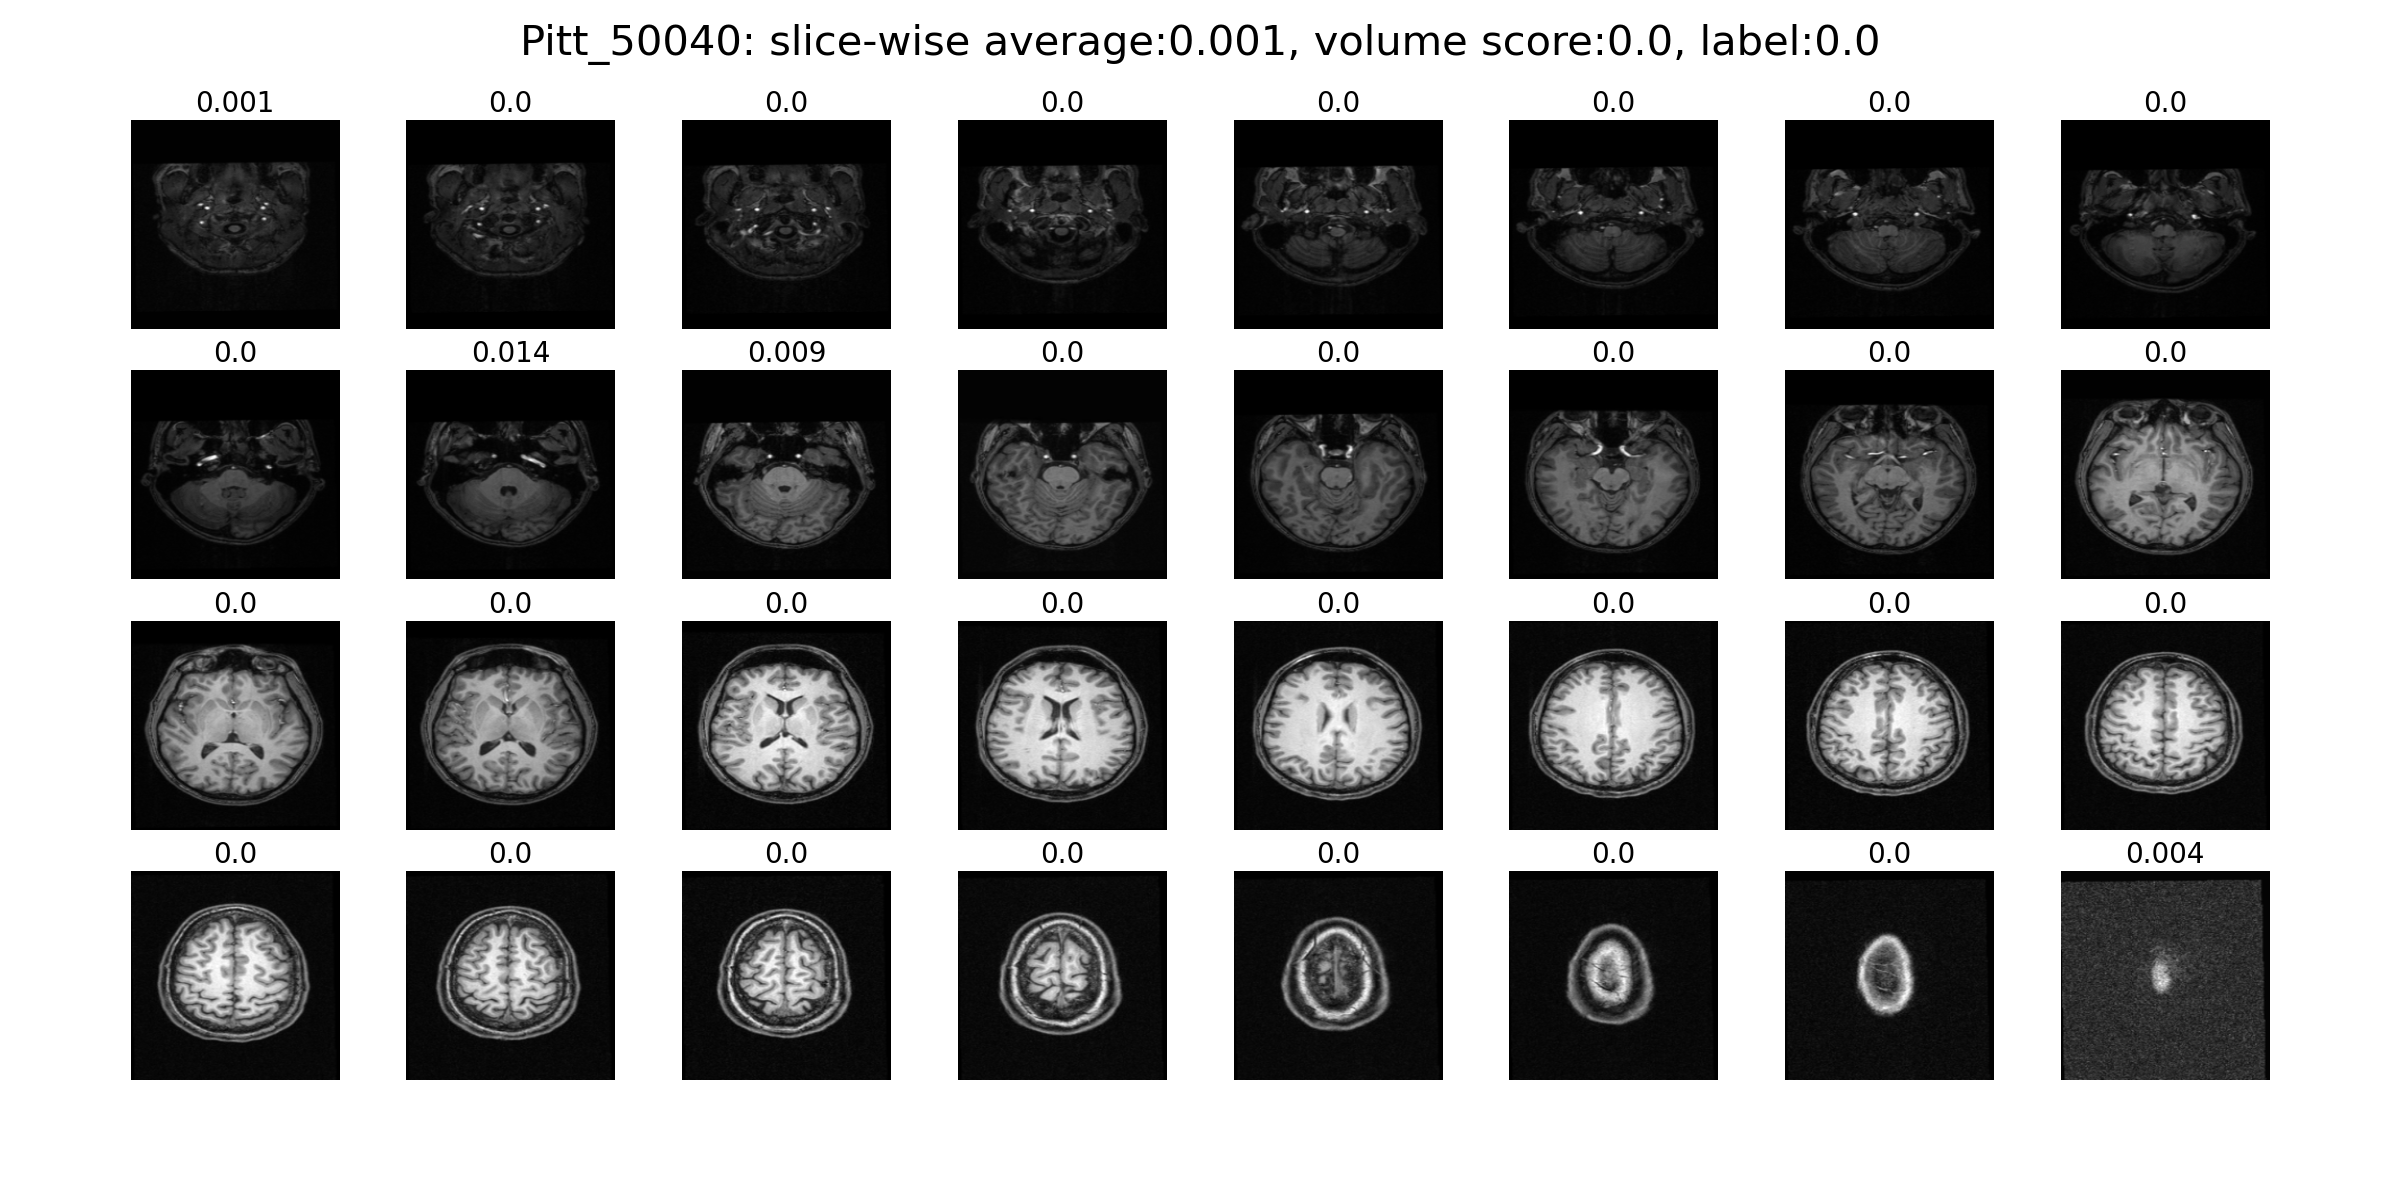 Pitt_50040: slice-wise average:0.001, volume score:0.0, label:0.0
0.001 0.0 0.0 0.0 0.0 0.0 0.0 0.0
0.0 0.014 0.009 0.0 0.0 0.0 0.0 0.0
0.0 0.0 0.0 0.0 0.0 0.0 0.0 0.0
0.0 0.0 0.0 0.0 0.0 0.0 0.0 0.004